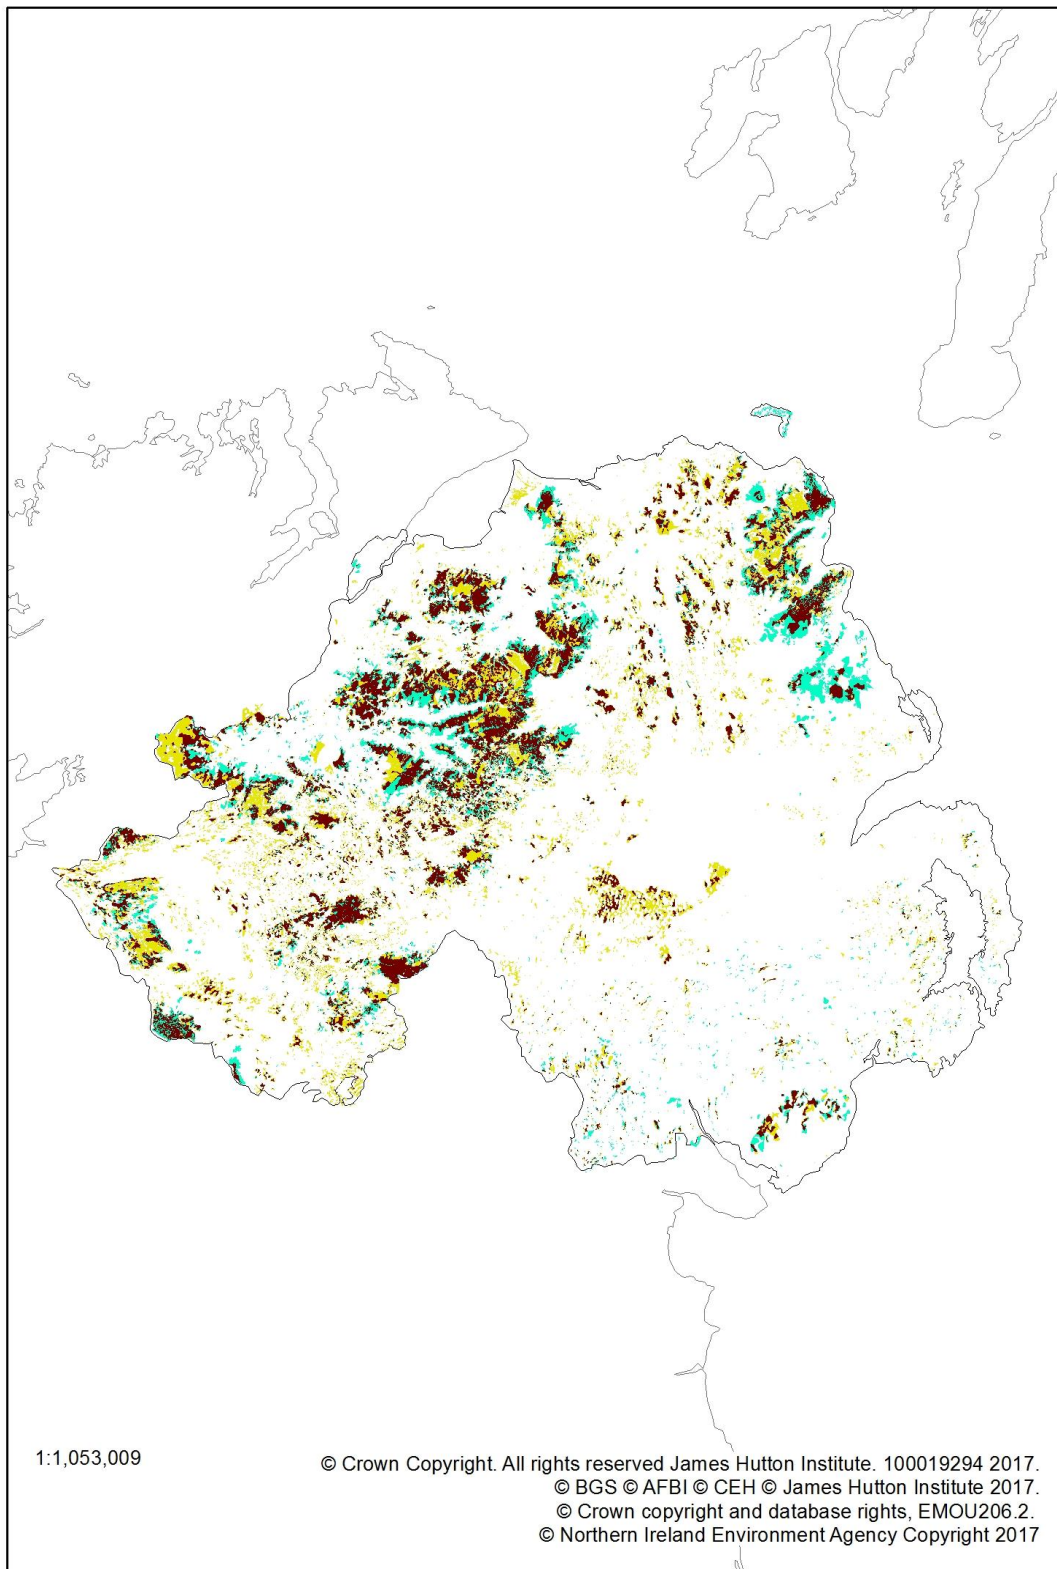 1:1,053,009
© Crown Copyright. All rights reserved James Hutton Institute. 100019294 2017.
© BGS © AFBI © CEH © James Hutton Institute 2017.
© Crown copyright and database rights, EMOU206.2.
© Northern Ireland Environment Agency Copyright 2017